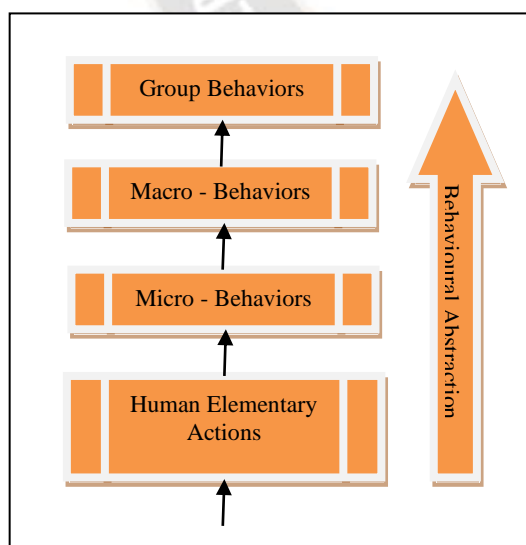 Group Behaviors
Macro - Behaviors
Micro - Behaviors
Human Elementary
Actions
Behavioural Abstraction